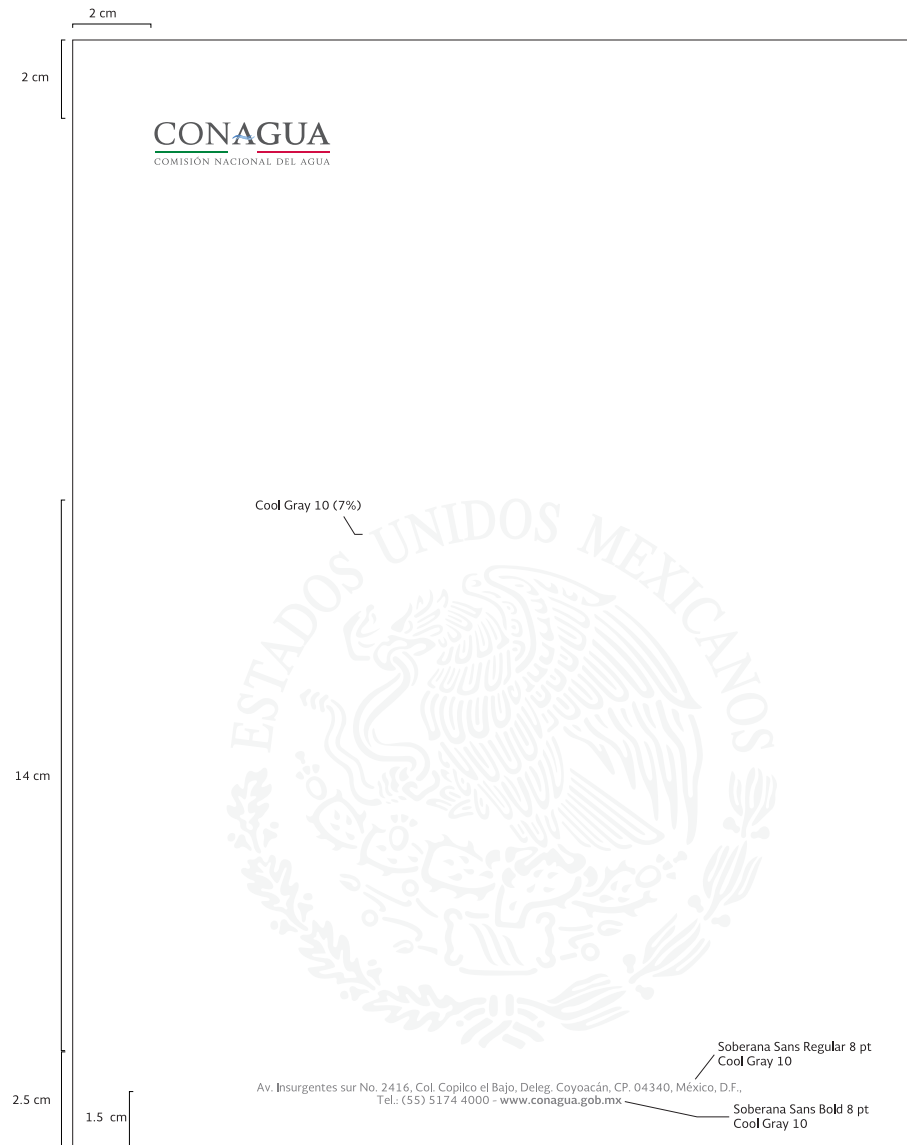 2 cm
2 cm
CONAGUA
COMISIÓN NACIONAL DEL AGUA
Cool Gray 10 (7%)
ESTADOS UNIDOS MEXICANOS
14 cm
Soberana Sans Regular 8 pt
Cool Gray 10
Av. Insurgentes sur No. 2416, Col. Copilco el Bajo, Deleg. Coyoacán, CP. 04340, México, D.F.,
Tel.: (55) 5174 4000 - www.conagua.gob.mx
2.5 cm
1.5 cm
Soberana Sans Bold 8 pt
Cool Gray 10